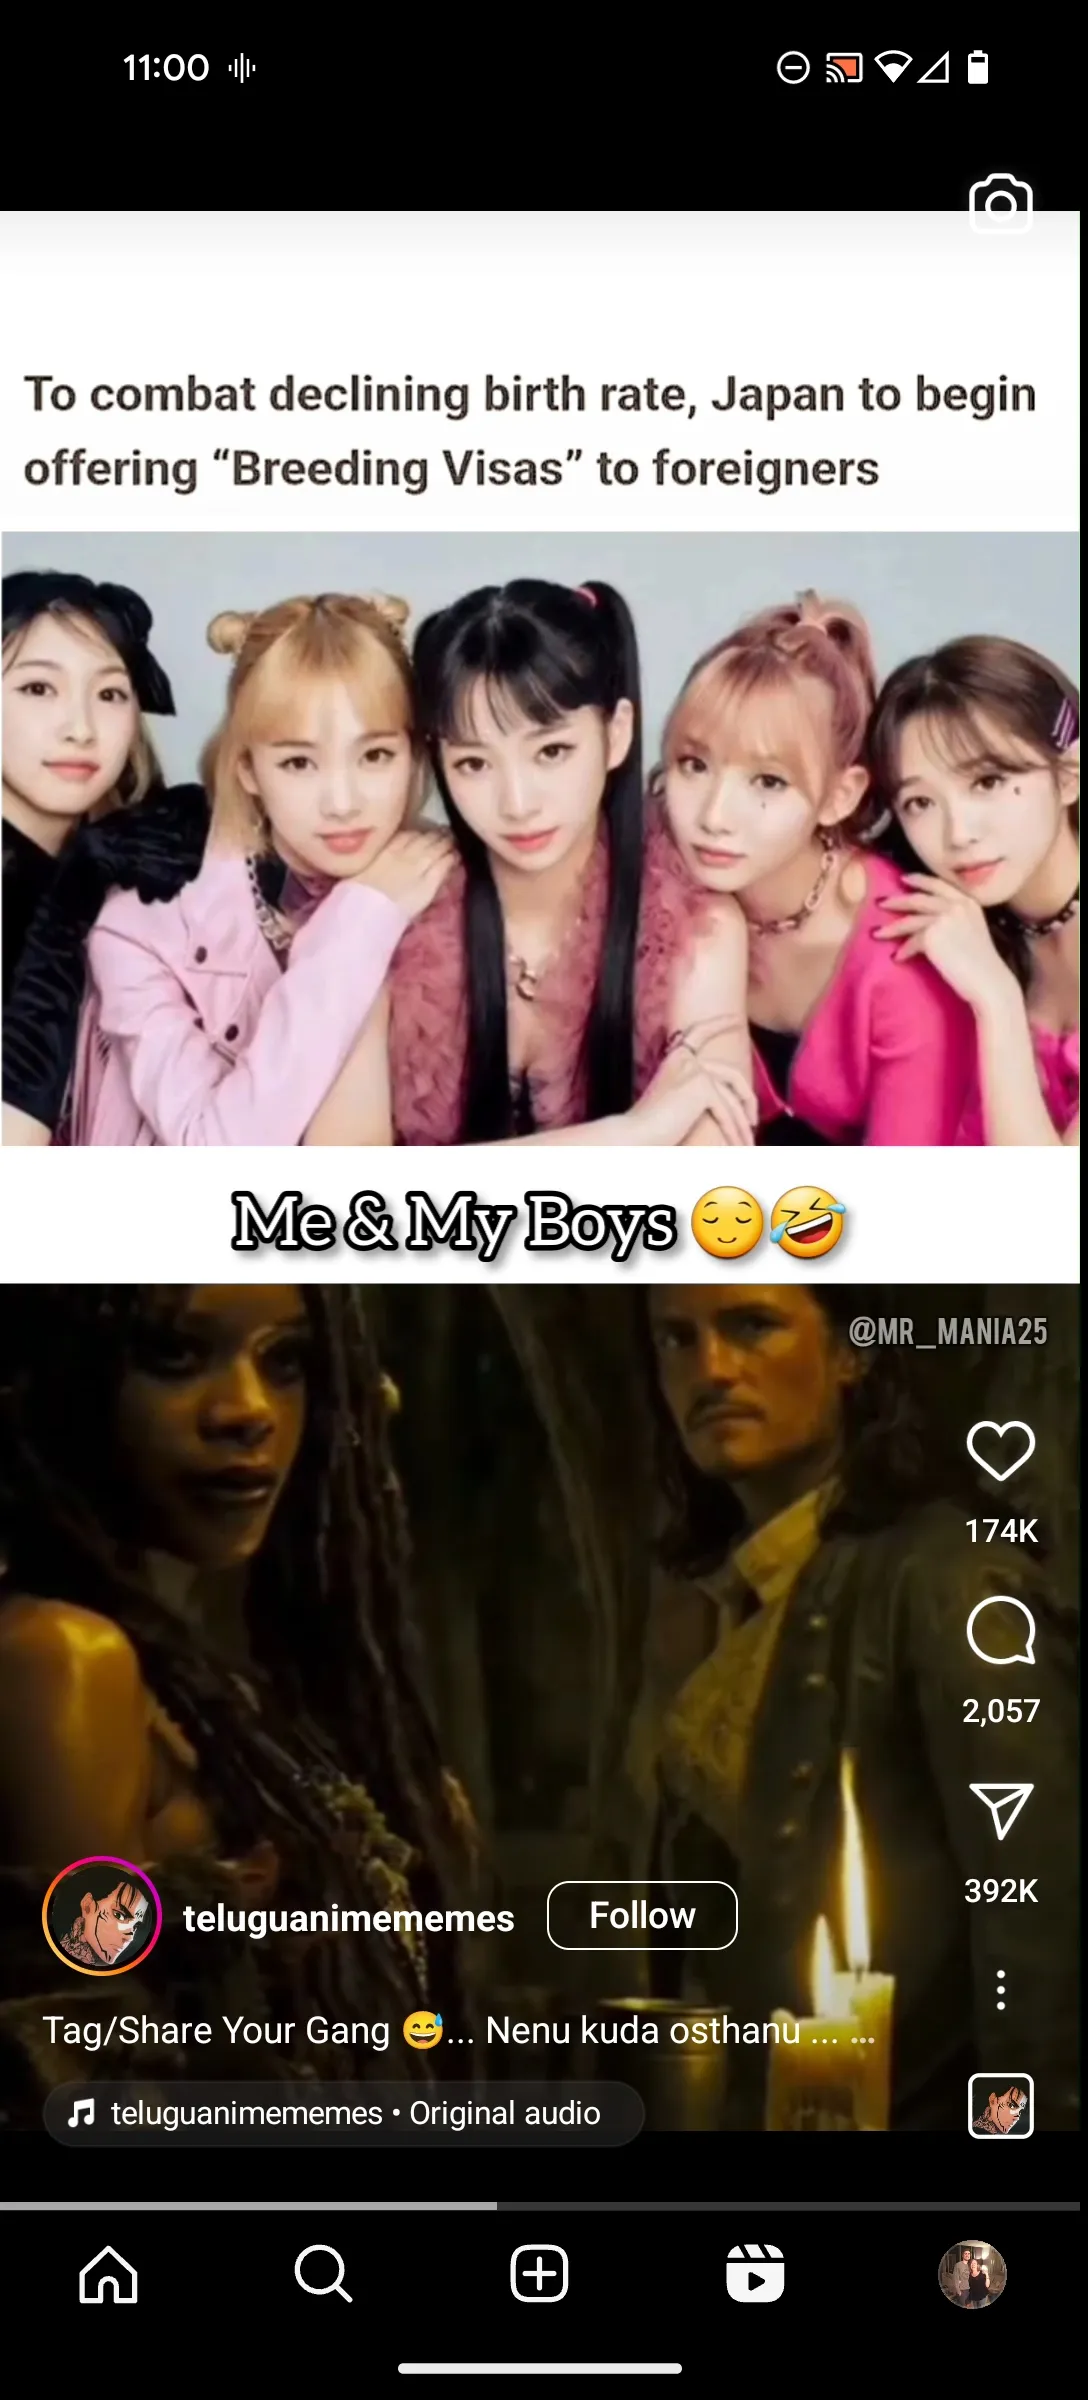 11:00
To combat declining birth rate, Japan to begin
offering “Breeding Visas” to foreigners
Me & My Boys 😌🤣
@MR_MANIA25
174K
2,057
392K
teluguanimememes
Follow
Tag/Share Your Gang 😅... Nenu kuda osthanu ... ...
teluguanimememes • Original audio